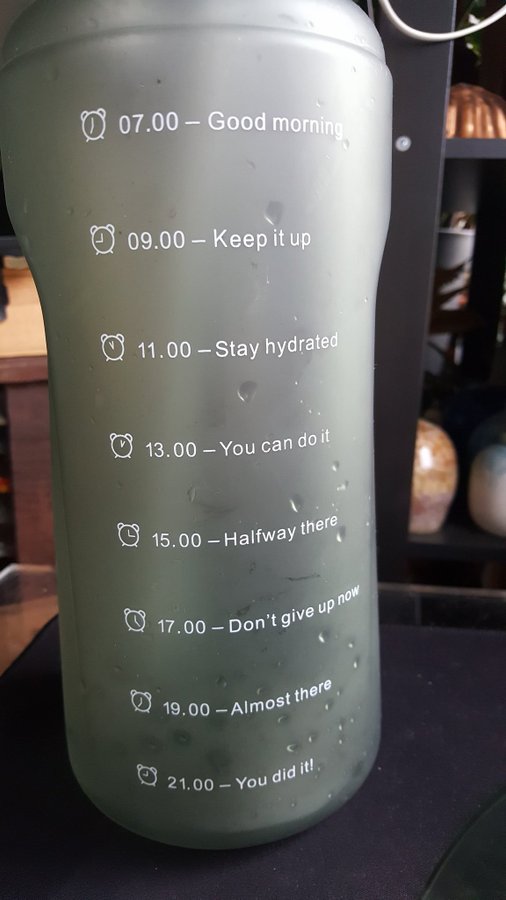 07.00 – Good morning
09.00 – Keep it up
11.00 – Stay hydrated
13.00 – You can do it
15.00 – Halfway there
17.00 – Don't give up now
19.00 – Almost there
21.00 – You did it!